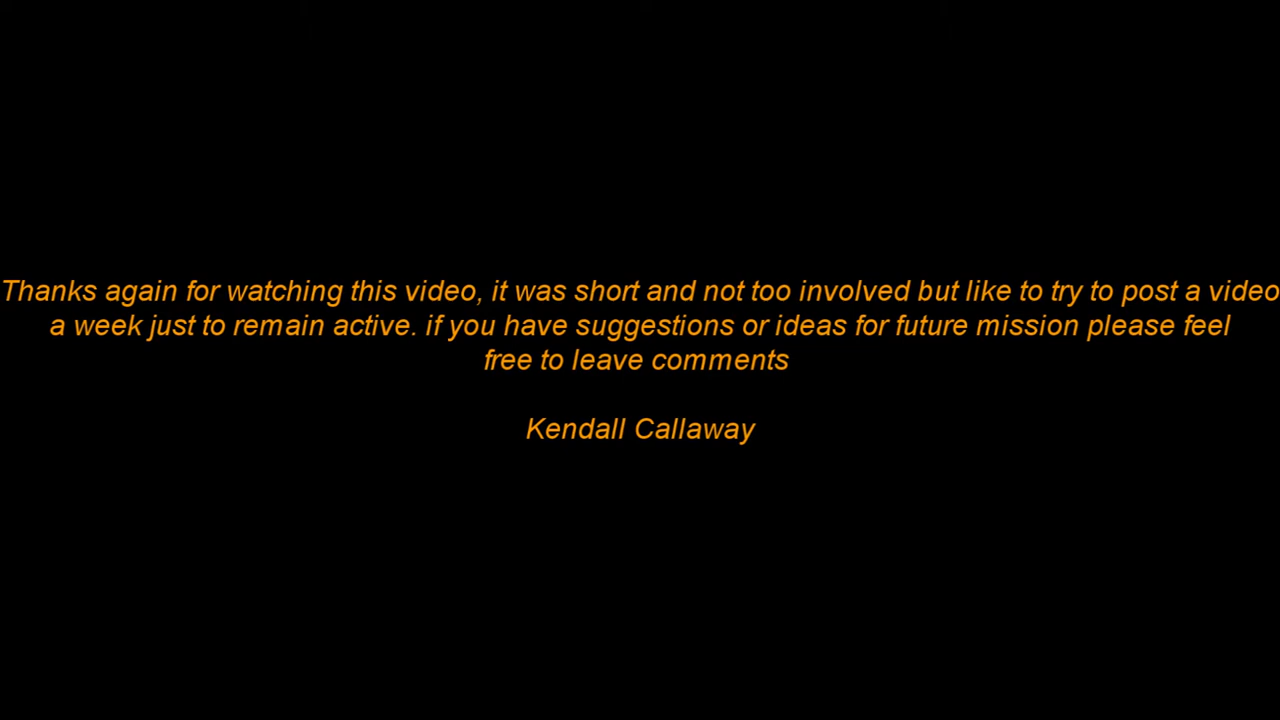 Thanks again for watching this video, it was short and not too involved but like to try to post a video
a week just to remain active. if you have suggestions or ideas for future mission please feel
free to leave comments
Kendall Callaway